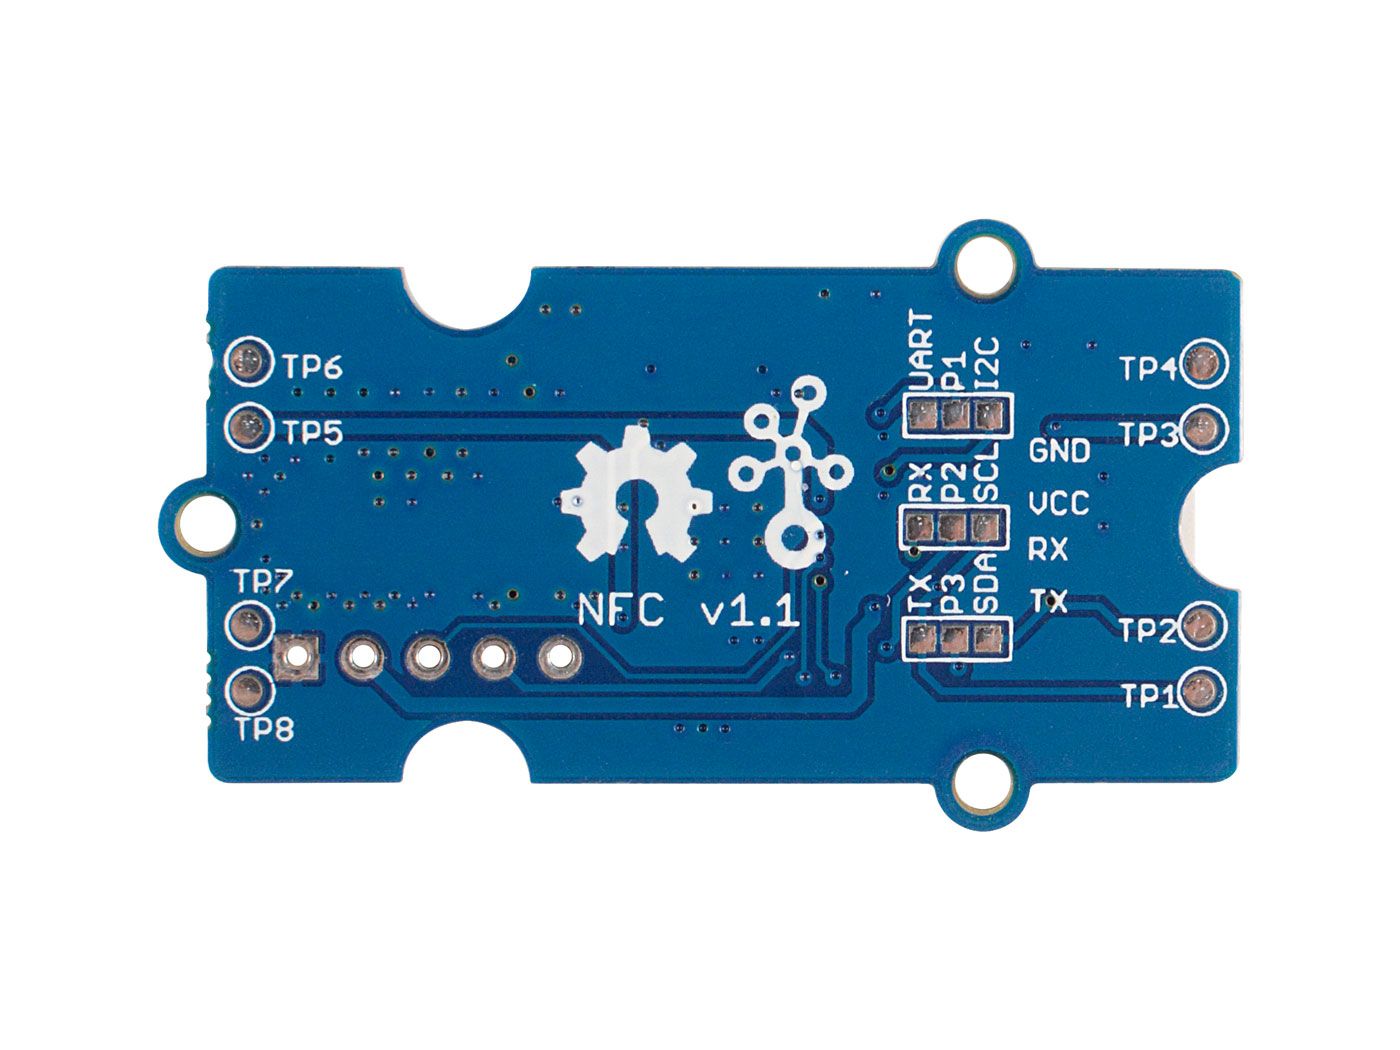 TP6
TP5
TP7
TP8
NFC v1.1
UART
P1
I2C
RX
P2
SCL
TX
P3
SDA
GND
VCC
RX
TX
TP4
TP3
TP2
TP1